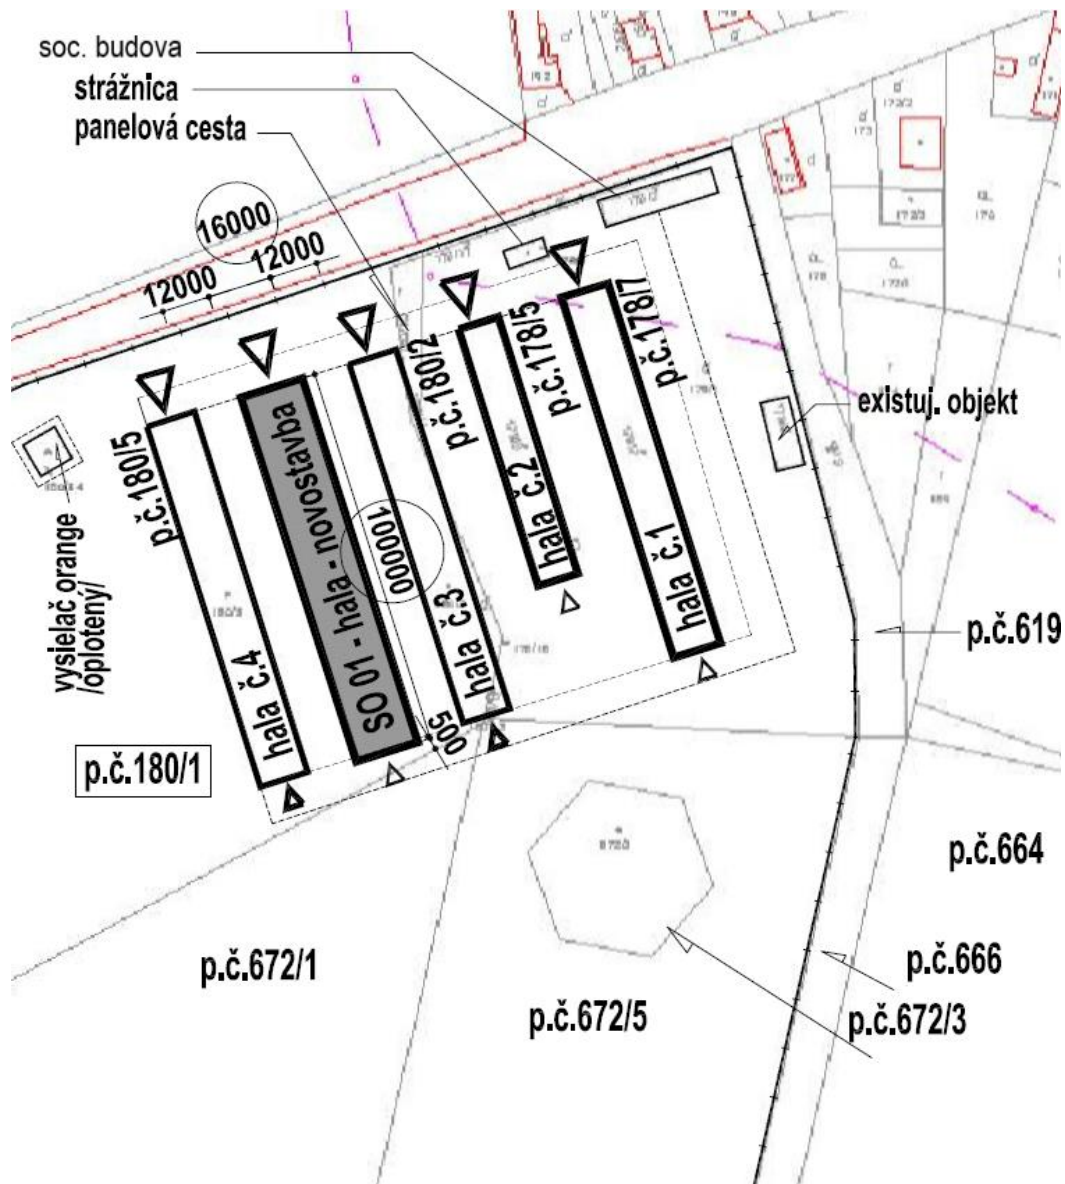 soc. budova
strážnica
panelová cesta
16000
12000
12000
p.č.180/5
p.č.180/2
p.č.178/5
p.č.178/7
hala č.4
SO 01 - hala - novostavba
100000
hala č.3
hala č.2
hala č.1
existuj. objekt
vysielač orange
/oplotený/
500
p.č.180/1
p.č.619
p.č.664
p.č.672/1
p.č.666
p.č.672/5
p.č.672/3